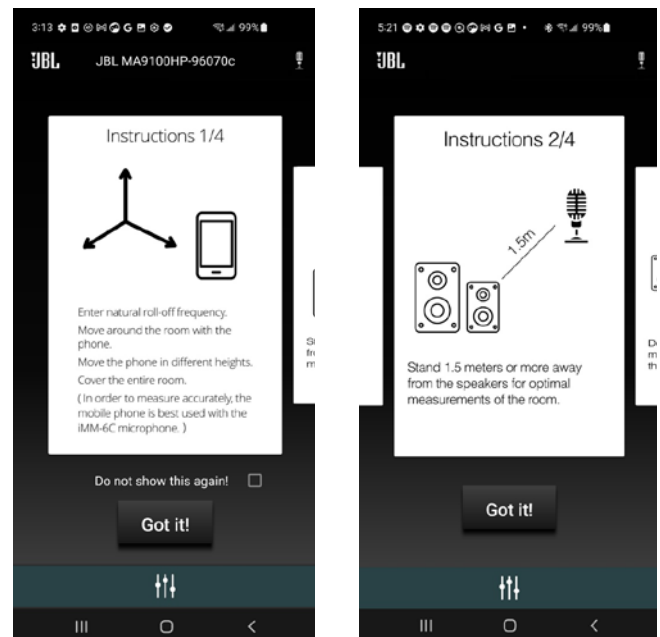 3:13
99%
JBL
JBL MA9100HP-96070c
Instructions 1/4
Enter natural roll-off frequency.
Move around the room with the
phone.
Move the phone in different heights.
Cover the entire room.
( In order to measure accurately, the
mobile phone is best used with the
iMM-6C microphone. )
Do not show this again!
Got it!
5:21
99%
JBL
Instructions 2/4
1.5m
Stand 1.5 meters or more away
from the speakers for optimal
measurements of the room.
Got it!